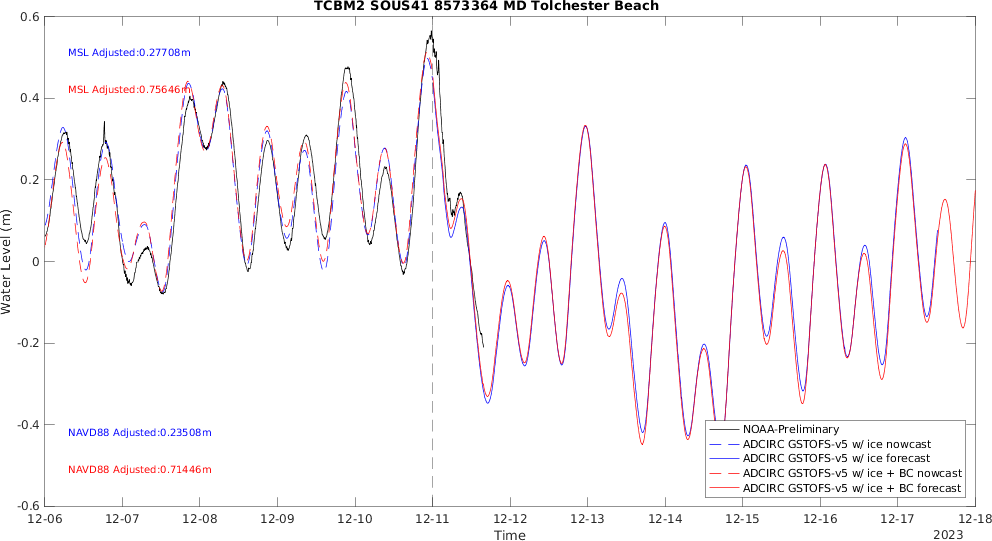 TCBM2 SOUS41 8573364 MD Tolchester Beach
MSL Adjusted:0.27708m
MSL Adjusted:0.75646m
NAVD88 Adjusted:0.23508m
NAVD88 Adjusted:0.71446m
Water Level (m)
0.6
0.4
0.2
0
-0.2
-0.4
-0.6
NOAA-Preliminary
ADCIRC GSTOFS-v5 w/ ice nowcast
ADCIRC GSTOFS-v5 w/ ice forecast
ADCIRC GSTOFS-v5 w/ ice + BC nowcast
ADCIRC GSTOFS-v5 w/ ice + BC forecast
12-06 12-07 12-08 12-09 12-10 12-11 12-12 12-13 12-14 12-15 12-16 12-17 12-18
Time
2023